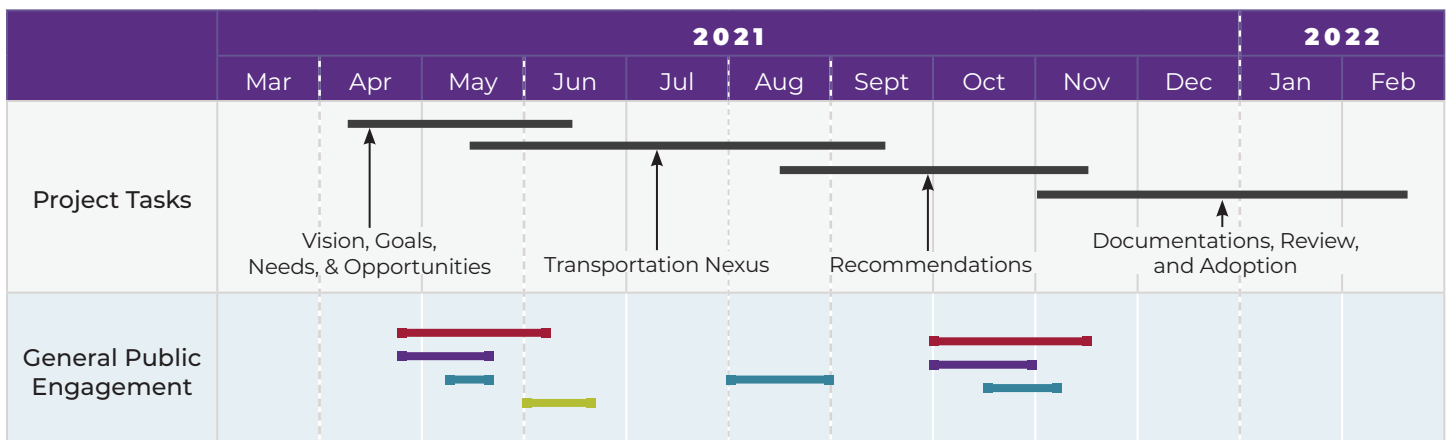 2021 2022
Mar Apr May Jun Jul Aug Sept Oct Nov Dec Jan Feb
Project Tasks
Vision, Goals,
Needs, & Opportunities
Transportation Nexus
Recommendations
Documentations, Review,
and Adoption
General Public
Engagement